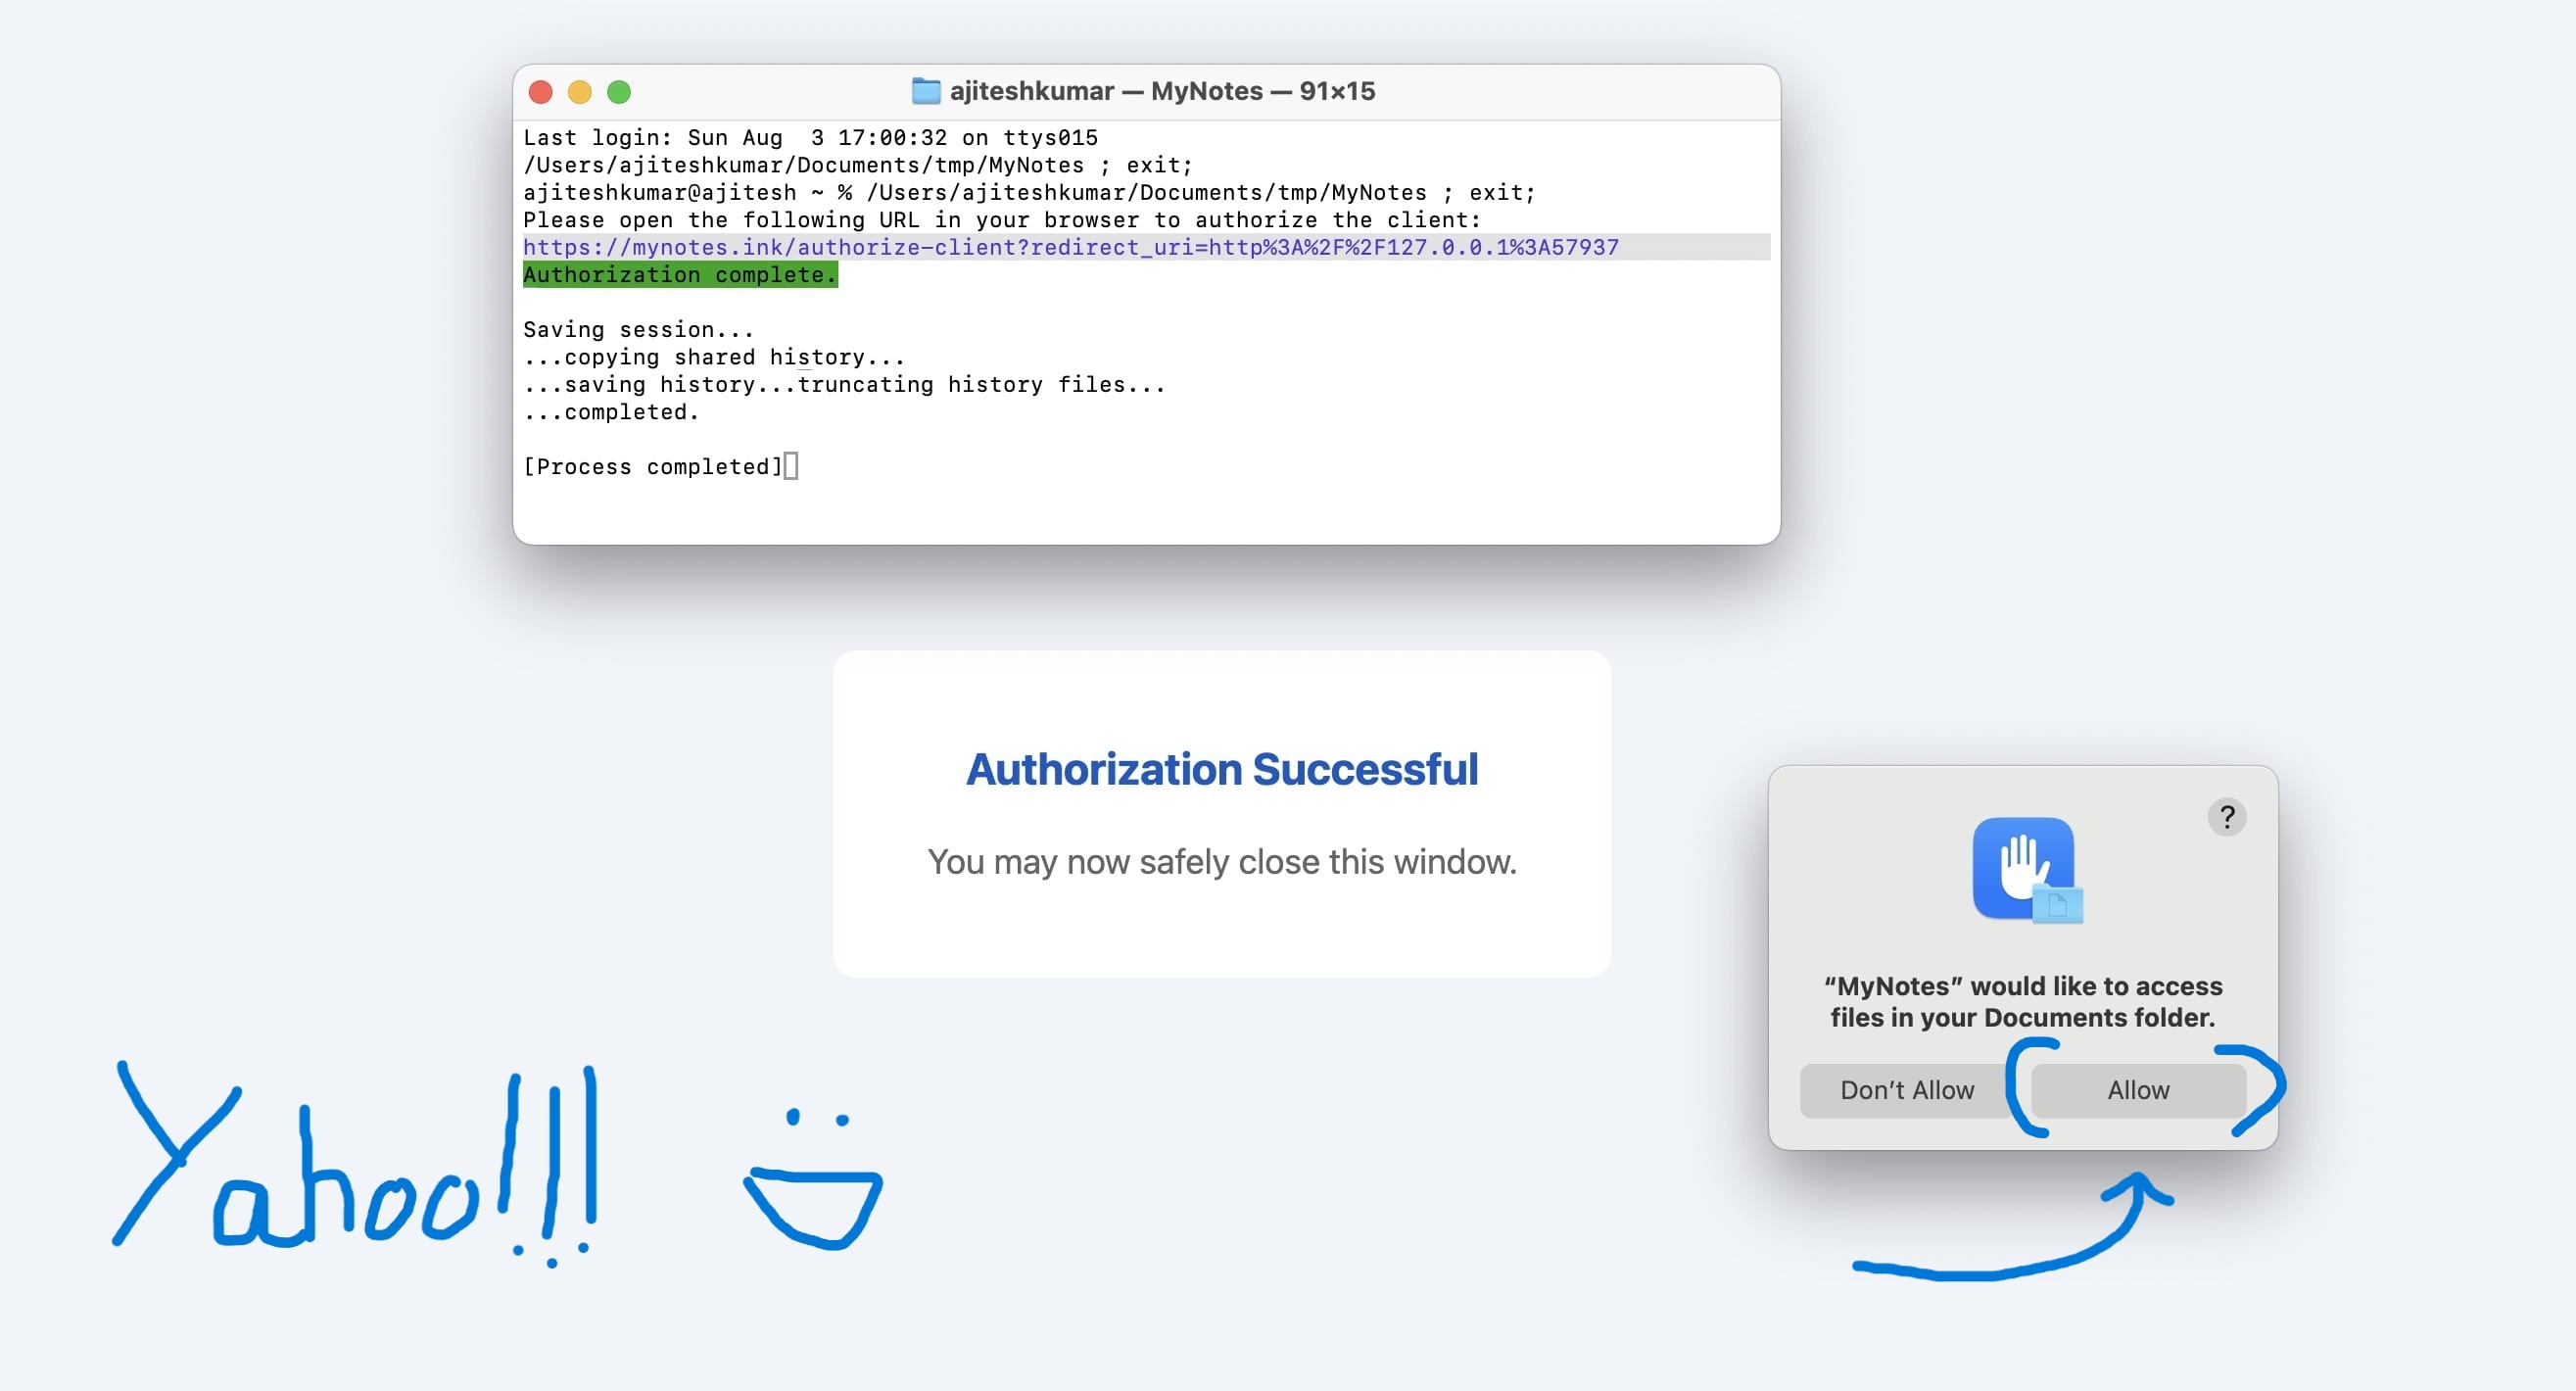 ajiteshkumar — MyNotes — 91×15
Last login: Sun Aug  3 17:00:32 on ttys015
/Users/ajiteshkumar/Documents/tmp/MyNotes ; exit;
ajiteshkumar@ajitesh ~ % /Users/ajiteshkumar/Documents/tmp/MyNotes ; exit;
Please open the following URL in your browser to authorize the client:
https://mynotes.ink/authorize-client?redirect_uri=http%3A%2F%2F127.0.0.1%3A57937
Authorization complete.
Saving session...
...copying shared history...
...saving history...truncating history files...
...completed.
[Process completed]
Authorization Successful
You may now safely close this window.
?
“MyNotes” would like to access
files in your Documents folder.
Don’t Allow
Allow
Yahoo!!!